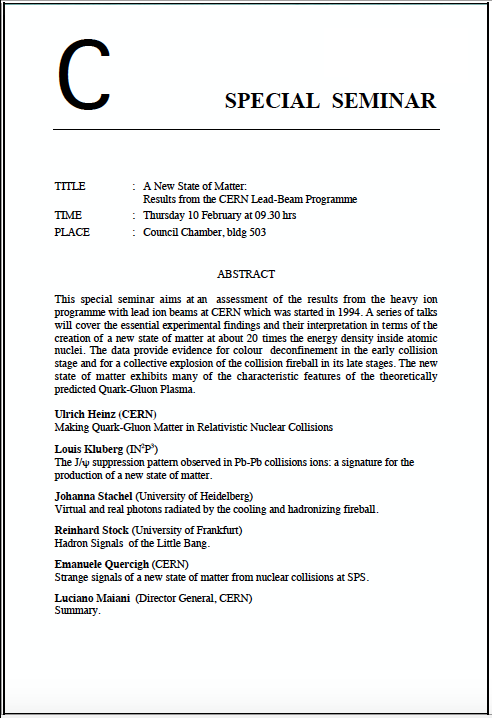 C
SPECIAL SEMINAR
TITLE : A New State of Matter:
Results from the CERN Lead-Beam Programme
TIME : Thursday 10 February at 09.30 hrs
PLACE : Council Chamber, bldg 503
ABSTRACT
This special seminar aims at an assessment of the results from the heavy ion
programme with lead ion beams at CERN which was started in 1994. A series of talks
will cover the essential experimental findings and their interpretation in terms of the
creation of a new state of matter at about 20 times the energy density inside atomic
nuclei. The data provide evidence for colour deconfinement in the early collision
stage and for a collective explosion of the collision fireball in its late stages. The new
state of matter exhibits many of the characteristic features of the theoretically
predicted Quark-Gluon Plasma.
Ulrich Heinz (CERN)
Making Quark-Gluon Matter in Relativistic Nuclear Collisions
Louis Kluberg (IN²P³)
The J/ψ suppression pattern observed in Pb-Pb collisions ions: a signature for the
production of a new state of matter.
Johanna Stachel (University of Heidelberg)
Virtual and real photons radiated by the cooling and hadronizing fireball.
Reinhard Stock (University of Frankfurt)
Hadron Signals of the Little Bang.
Emanuele Quercigh (CERN)
Strange signals of a new state of matter from nuclear collisions at SPS.
Luciano Maiani (Director General, CERN)
Summary.